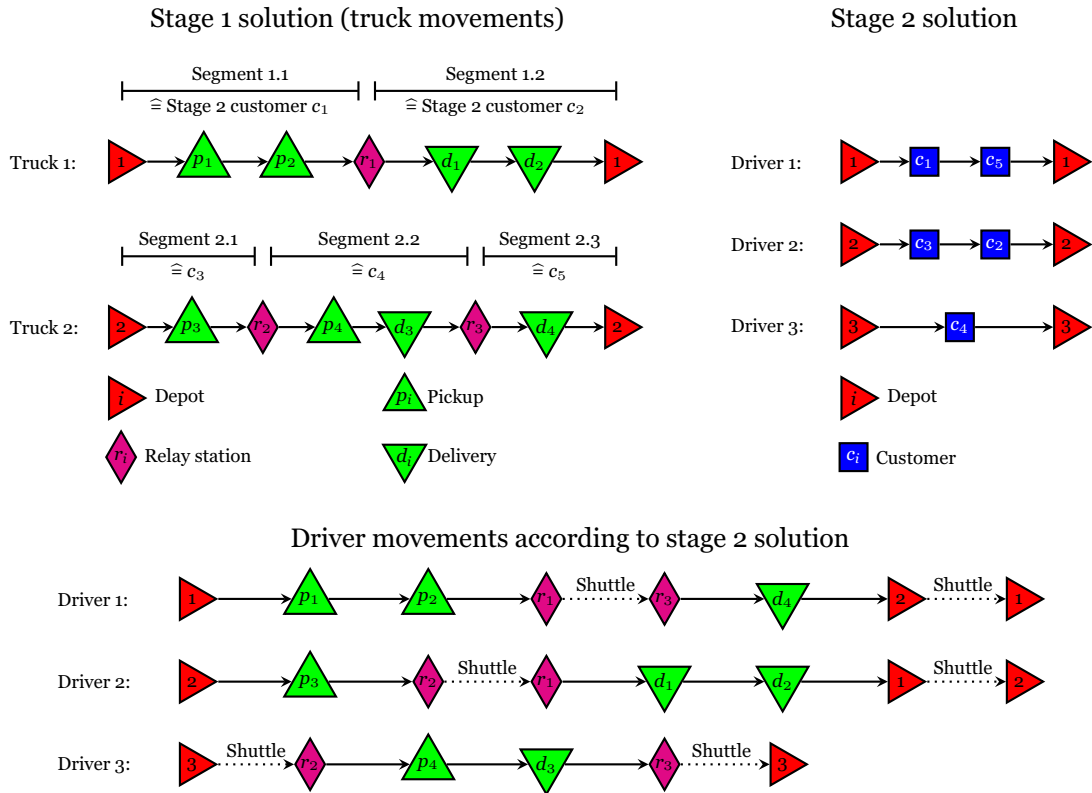 Stage 1 solution (truck movements)
Stage 2 solution
Segment 1.1
Segment 1.2
≙ Stage 2 customer c₁
≙ Stage 2 customer c₂
Truck 1: 1 p₁ p₂ r₁ d₁ d₂ 1
Driver 1: 1 c₁ c₅ 1
Segment 2.1
Segment 2.2
Segment 2.3
≙ c₃
≙ c₄
≙ c₅
Driver 2: 2 c₃ c₂ 2
Truck 2: 2 p₃ r₂ p₄ d₃ r₃ d₄ 2
Driver 3: 3 c₄ 3
i Depot
pᵢ Pickup
i Depot
rᵢ Relay station
dᵢ Delivery
cᵢ Customer
Driver movements according to stage 2 solution
Driver 1: 1 p₁ p₂ r₁ Shuttle r₃ d₄ 2 Shuttle 1
Driver 2: 2 p₃ r₂ Shuttle r₁ d₁ d₂ 1 Shuttle 2
Driver 3: 3 Shuttle r₂ p₄ d₃ r₃ Shuttle 3